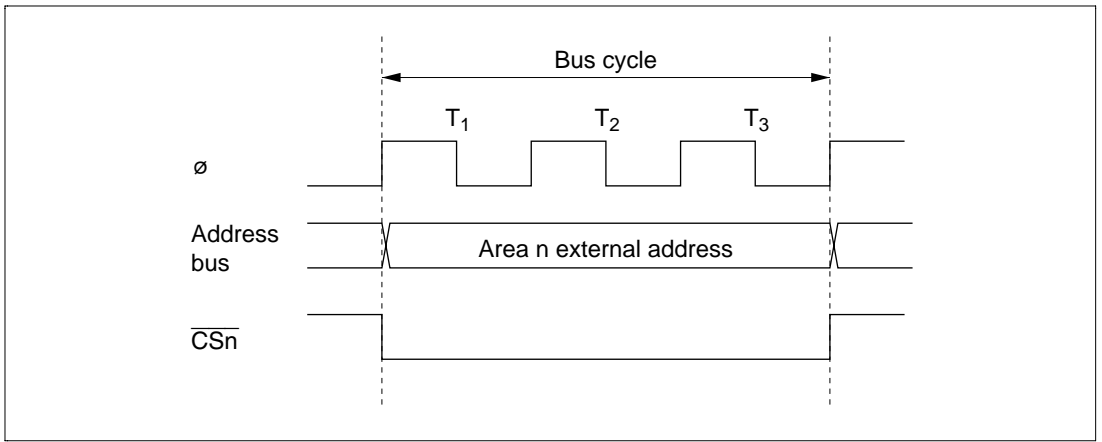 Bus cycle
T1 T2 T3
ø
Address
bus
Area n external address
CSn